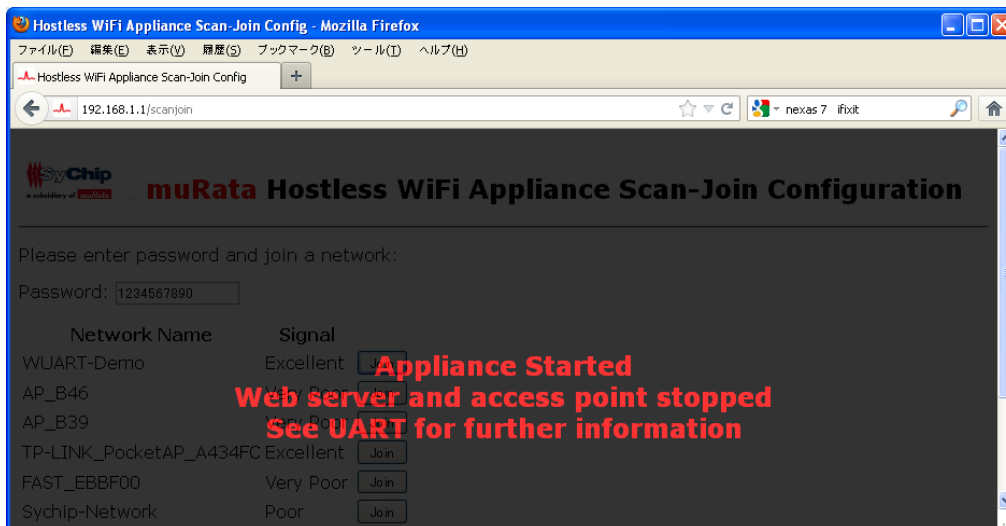 Hostless WiFi Appliance Scan-Join Config - Mozilla Firefox
ファイル(F) 編集(E) 表示(V) 履歴(S) ブックマーク(B) ツール(T) ヘルプ(H)
Hostless WiFi Appliance Scan-Join Config
192.168.1.1/scanjoin
nexas 7 ifixit
SyChip
a subsidiary of muRata
muRata Hostless WiFi Appliance Scan-Join Configuration
Please enter password and join a network:
Password: 1234567890
Network Name Signal
WUART-Demo Excellent Join
AP_B46 Very Poor Join
AP_B39 Very Poor Join
TP-LINK_PocketAP_A434FC Excellent Join
FAST_EBBF00 Very Poor Join
Sychip-Network Poor Join
Appliance Started
Web server and access point stopped
See UART for further information